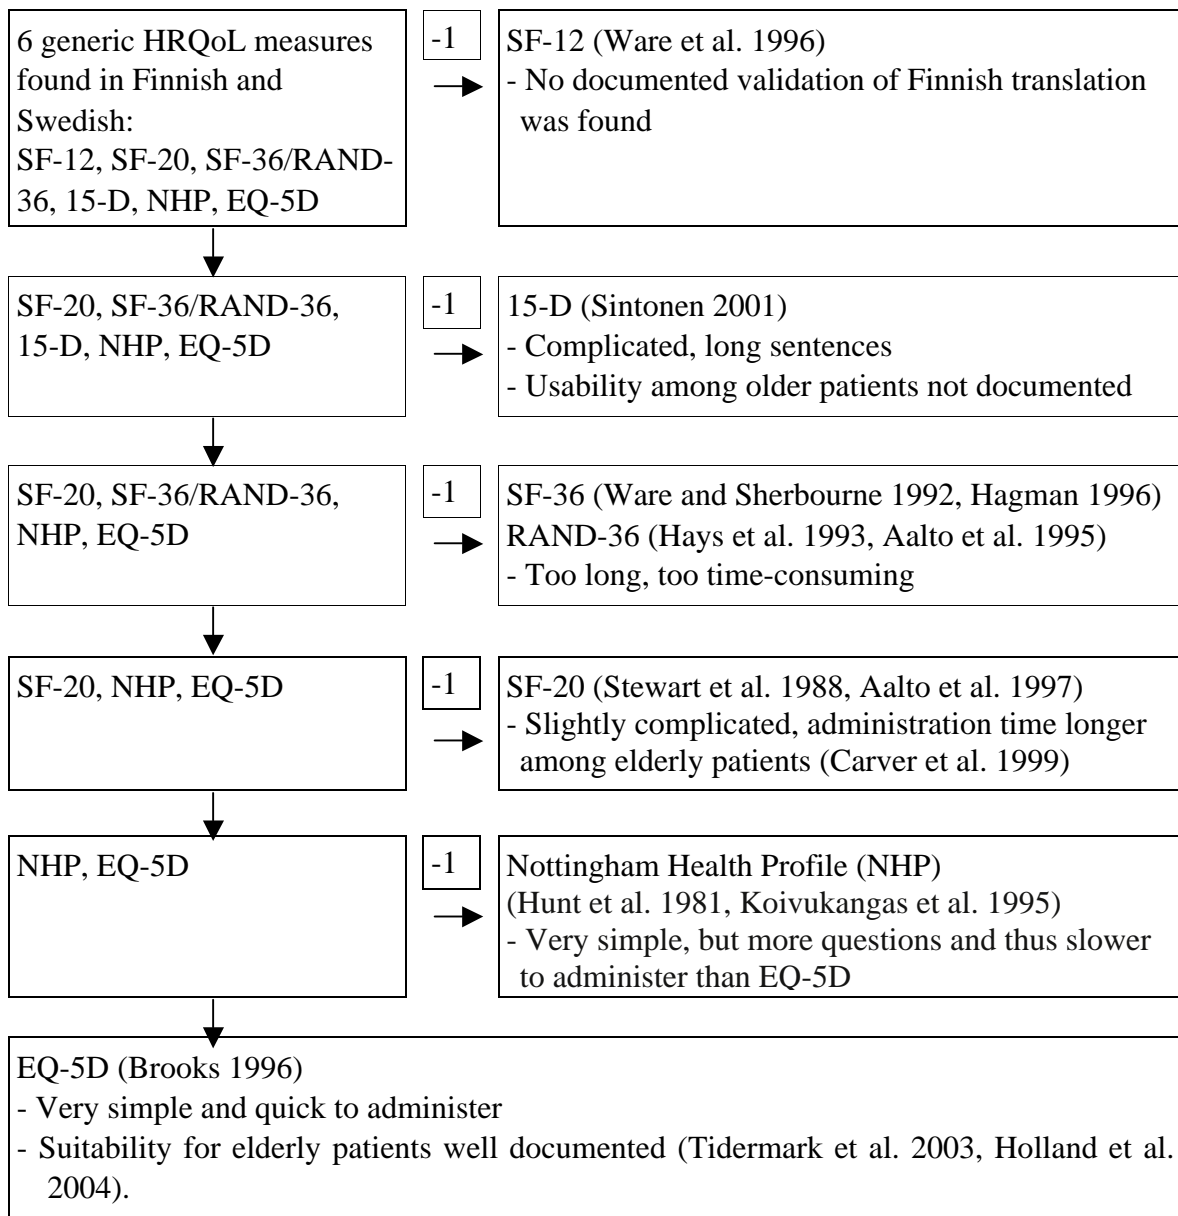 6 generic HRQoL measures
found in Finnish and
Swedish:
SF-12, SF-20, SF-36/RAND-
36, 15-D, NHP, EQ-5D
-1
SF-12 (Ware et al. 1996)
- No documented validation of Finnish translation
was found
SF-20, SF-36/RAND-36,
15-D, NHP, EQ-5D
-1
15-D (Sintonen 2001)
- Complicated, long sentences
- Usability among older patients not documented
SF-20, SF-36/RAND-36,
NHP, EQ-5D
-1
SF-36 (Ware and Sherbourne 1992, Hagman 1996)
RAND-36 (Hays et al. 1993, Aalto et al. 1995)
- Too long, too time-consuming
SF-20, NHP, EQ-5D
-1
SF-20 (Stewart et al. 1988, Aalto et al. 1997)
- Slightly complicated, administration time longer
among elderly patients (Carver et al. 1999)
NHP, EQ-5D
-1
Nottingham Health Profile (NHP)
(Hunt et al. 1981, Koivukangas et al. 1995)
- Very simple, but more questions and thus slower
to administer than EQ-5D
EQ-5D (Brooks 1996)
- Very simple and quick to administer
- Suitability for elderly patients well documented (Tidermark et al. 2003, Holland et al.
2004).